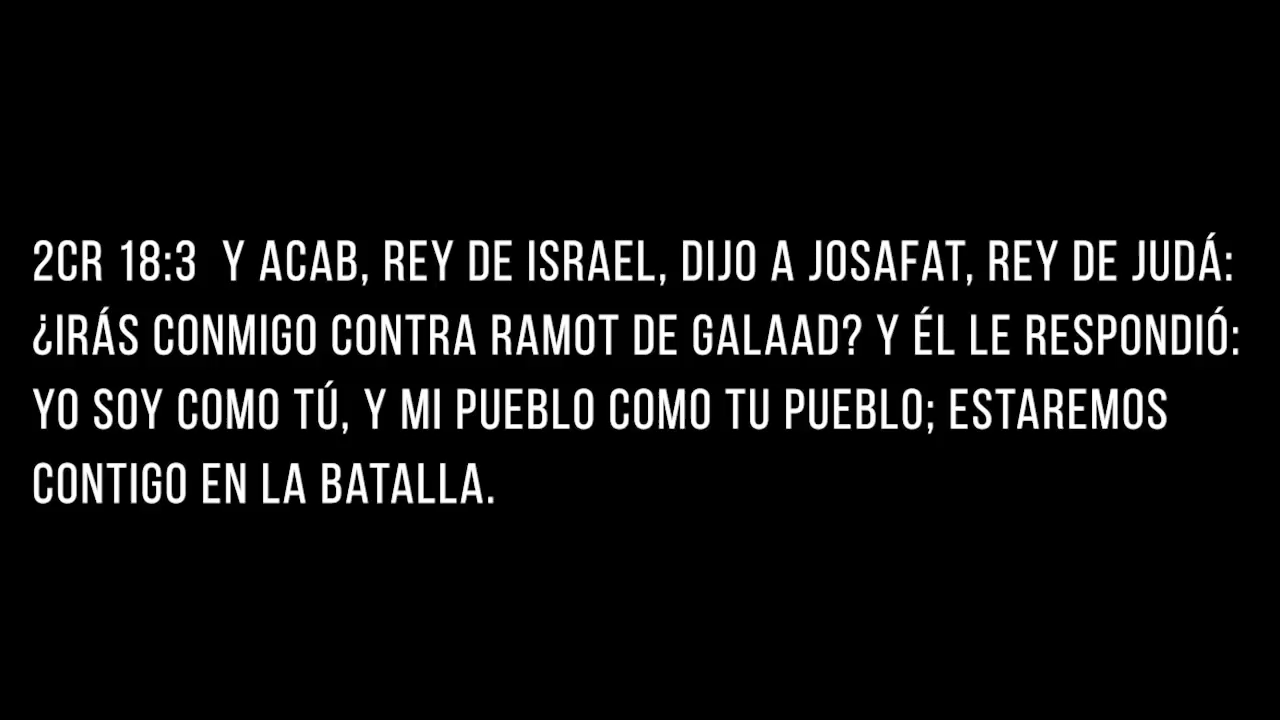 2CR 18:3  Y ACAB, REY DE ISRAEL, DIJO A JOSAFAT, REY DE JUDÁ:
¿IRÁS CONMIGO CONTRA RAMOT DE GALAAD? Y ÉL LE RESPONDIÓ:
YO SOY COMO TÚ, Y MI PUEBLO COMO TU PUEBLO; ESTAREMOS
CONTIGO EN LA BATALLA.